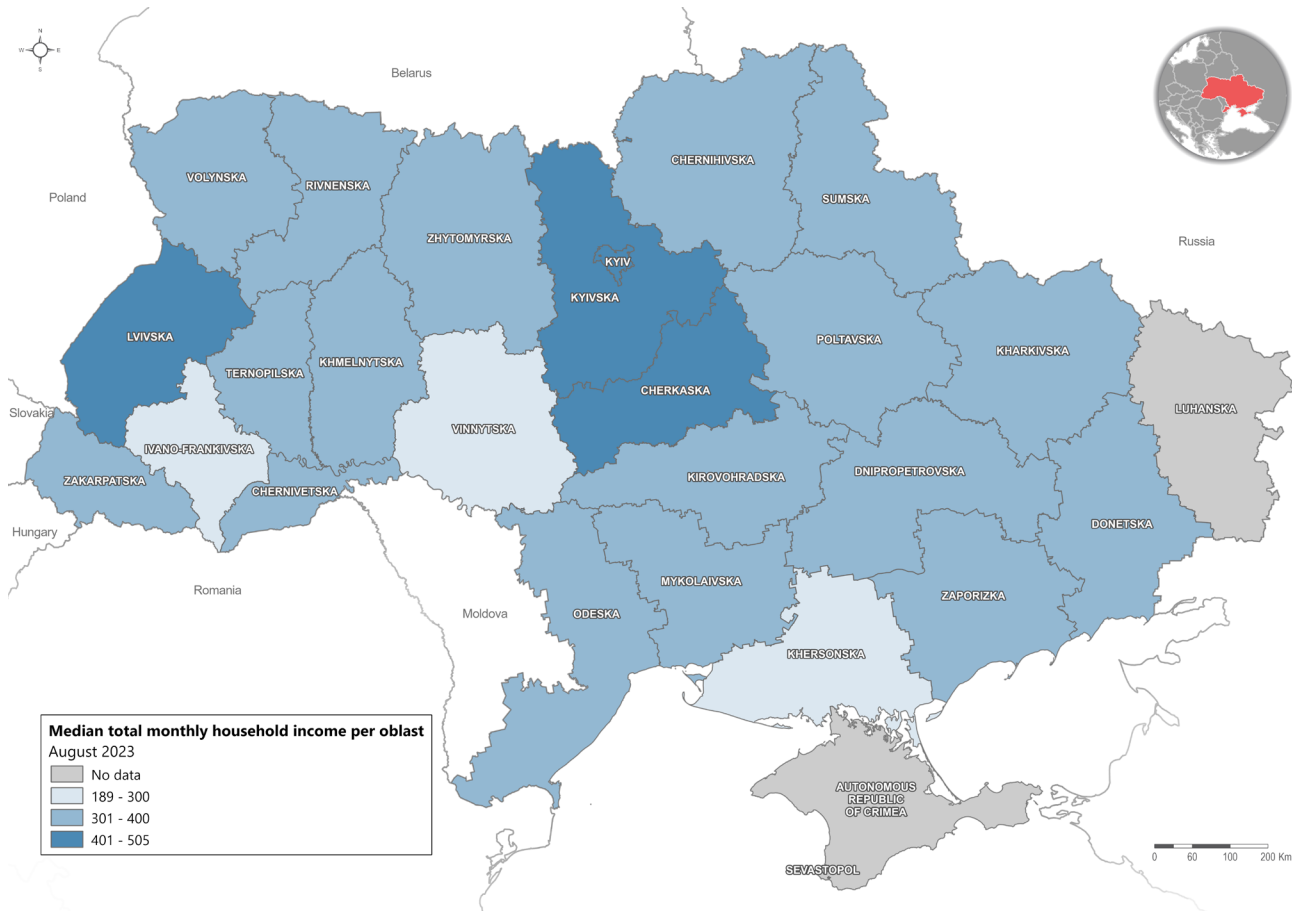 N
W
E
S
Belarus
Poland
Russia
Slovakia
Hungary
Romania
Moldova
VOLYNSKA
RIVNENSKA
ZHYTOMYRSKA
CHERNIHIVSKA
SUMSKA
KYIV
KYIVSKA
LVIVSKA
TERNOPILSKA
KHMELNYTSKA
CHERKASKA
POLTAVSKA
KHARKIVSKA
LUHANSKA
IVANO-FRANKIVSKA
VINNYTSKA
ZAKARPATSKA
CHERNIVETSKA
KIROVOHRADSKA
DNIPROPETROVSKA
DONETSKA
ODESKA
MYKOLAIVSKA
ZAPORIZKA
KHERSONSKA
AUTONOMOUS
REPUBLIC
OF CRIMEA
SEVASTOPOL
Median total monthly household income per oblast
August 2023
No data
189 - 300
301 - 400
401 - 505
0 60 100 200 Km